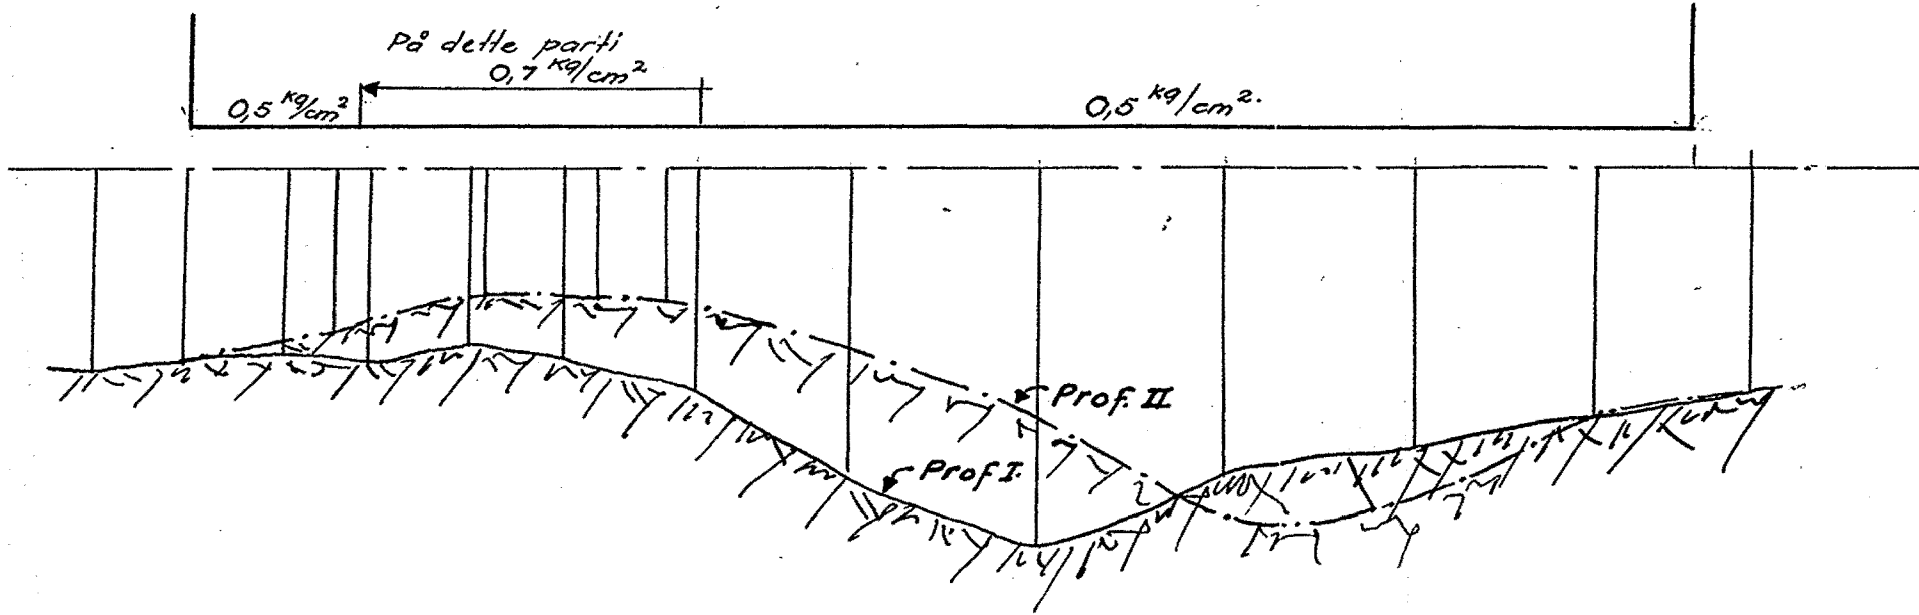 På dette parti
0,7 kg/cm²
0,5 kg/cm²
0,5 kg/cm².
Prof. II
Prof I.